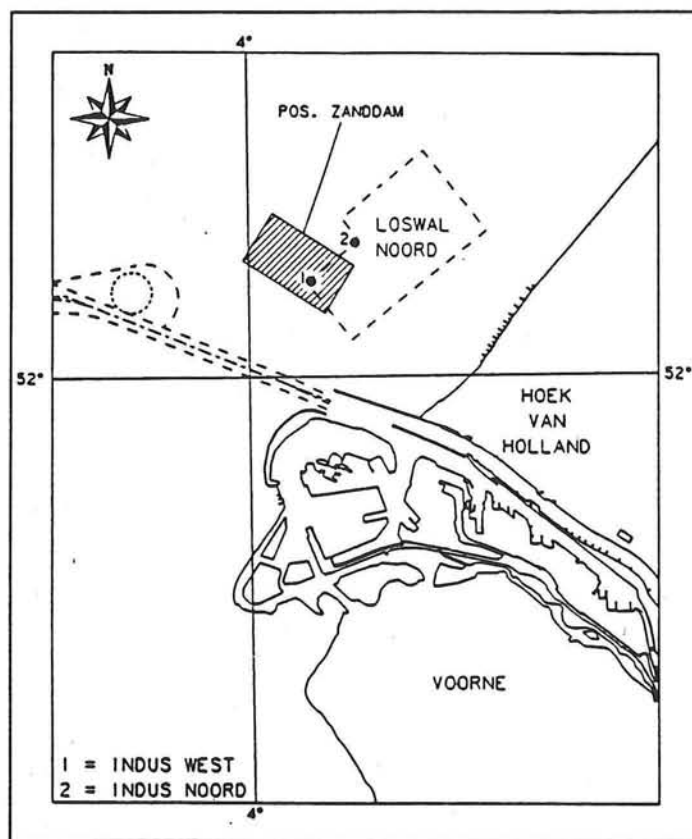 4°
N
POS. ZANDDAM
LOSWAL
NOORD
2
1
52°
52°
HOEK
VAN
HOLLAND
VOORNE
1 = INDUS WEST
2 = INDUS NOORD
4°